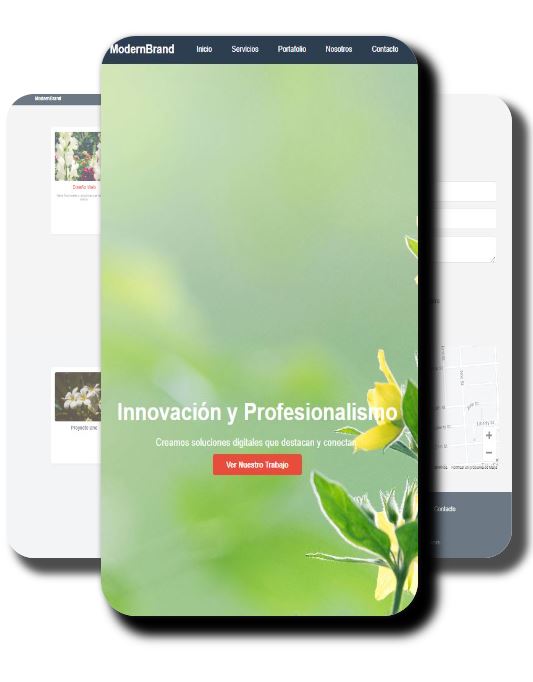 ModernBrand Inicio Servicios Portafolio Nosotros Contacto
Innovación y Profesionalismo
Creamos soluciones digitales que destacan y conectan
Ver Nuestro Trabajo
ModernBrand
Diseño Web
Proyecto Uno
Contacto